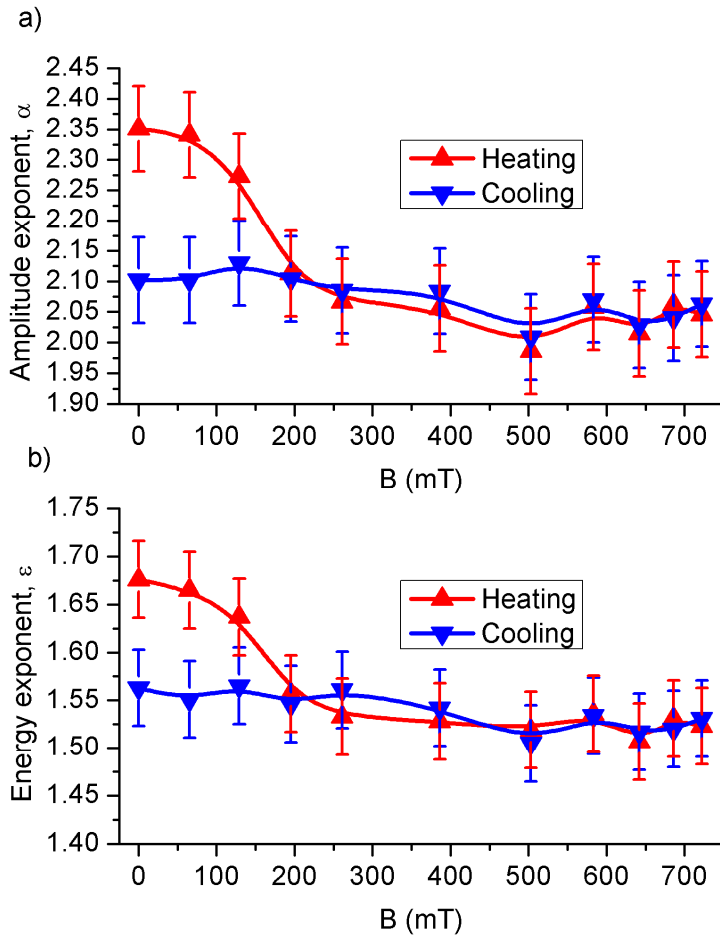 a)
Amplitude exponent, α
2.45
2.40
2.35
2.30
2.25
2.20
2.15
2.10
2.05
2.00
1.95
1.90
Heating
Cooling
0 100 200 300 400 500 600 700
B (mT)
b)
Energy exponent, ε
1.75
1.70
1.65
1.60
1.55
1.50
1.45
1.40
Heating
Cooling
0 100 200 300 400 500 600 700
B (mT)